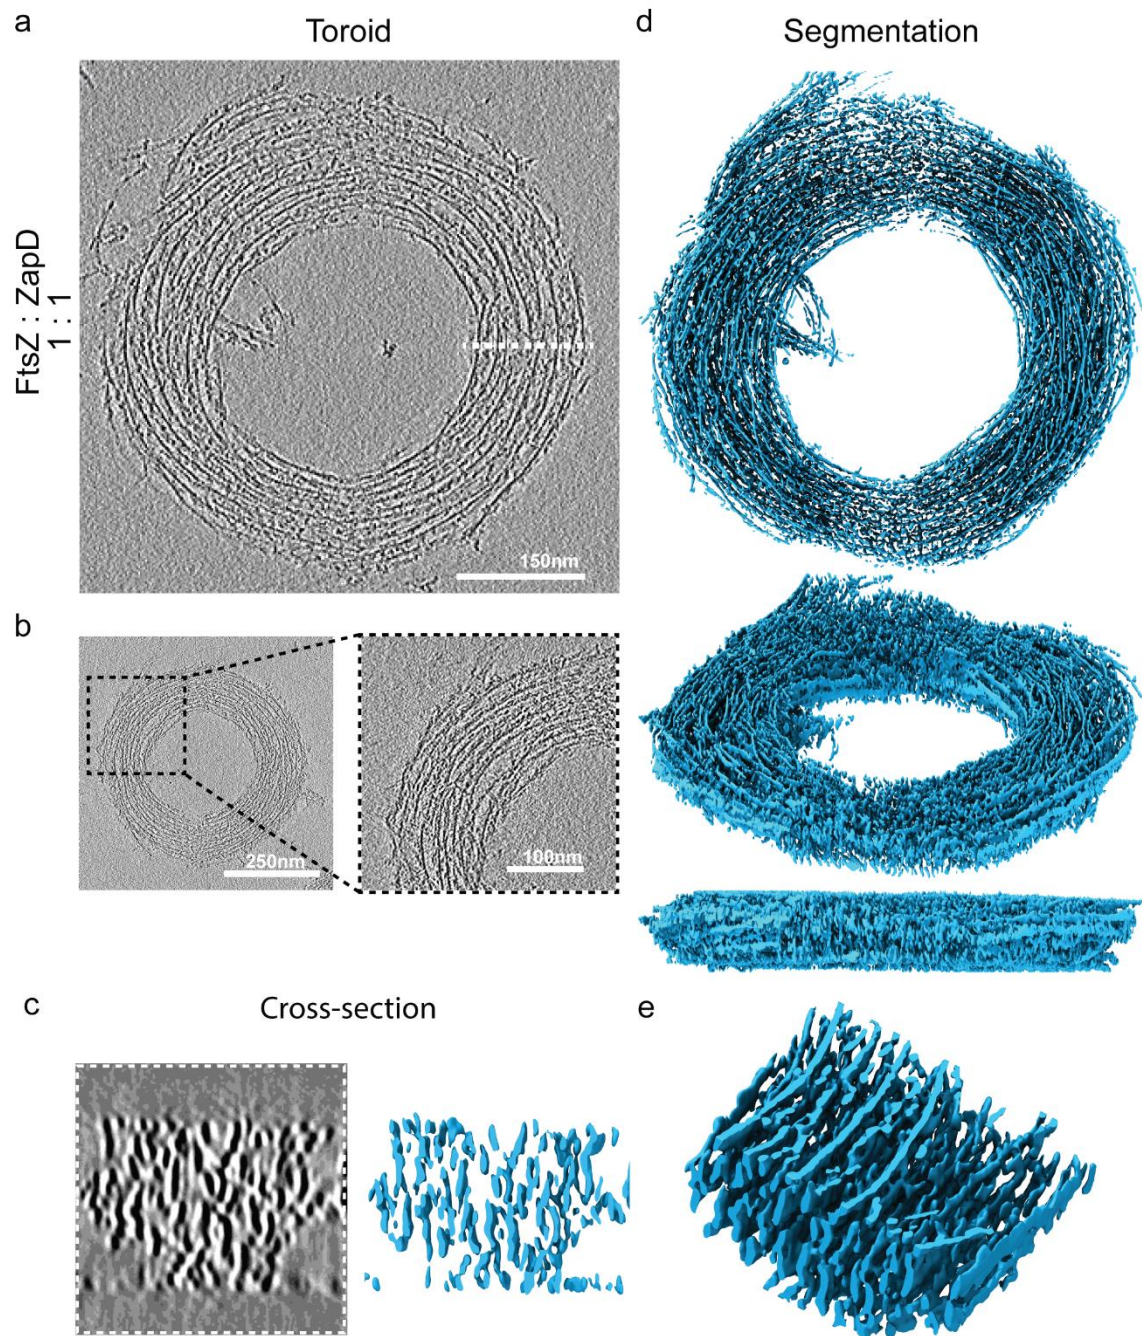 a
Toroid
d
Segmentation
FtsZ : ZapD
1 : 1
150nm
b
250nm
100nm
c
Cross-section
e